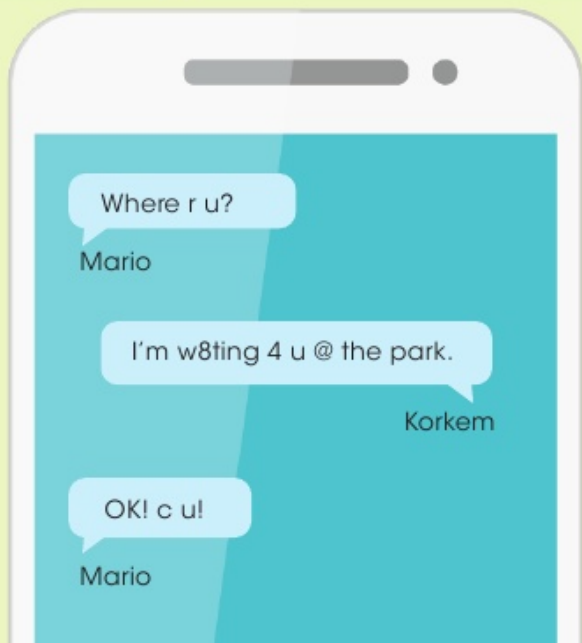 Where r u?
Mario
I'm w8ting 4 u @ the park.
Korkem
OK! c u!
Mario